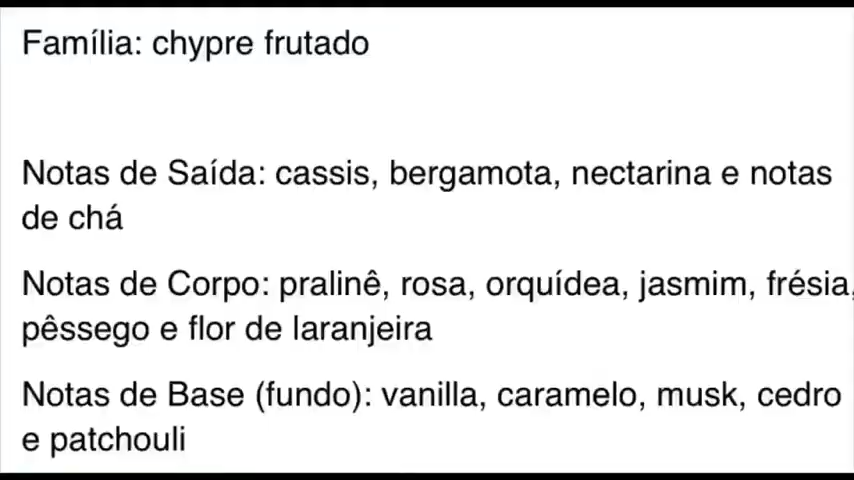 Família: chypre frutado
Notas de Saída: cassis, bergamota, nectarina e notas
de chá
Notas de Corpo: pralinê, rosa, orquídea, jasmim, frésia,
pêssego e flor de laranjeira
Notas de Base (fundo): vanilla, caramelo, musk, cedro
e patchouli